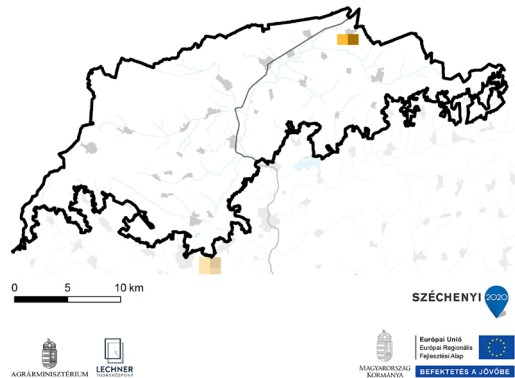 0 5 10 km
SZÉCHENYI 2020
AGRÁRMINISZTÉRIUM
LECHNER
TUDÁSKÖZPONT
MAGYARORSZÁG
KORMÁNYA
Európai Unió
Európai Regionális
Fejlesztési Alap
BEFEKTETÉS A JÖVŐBE